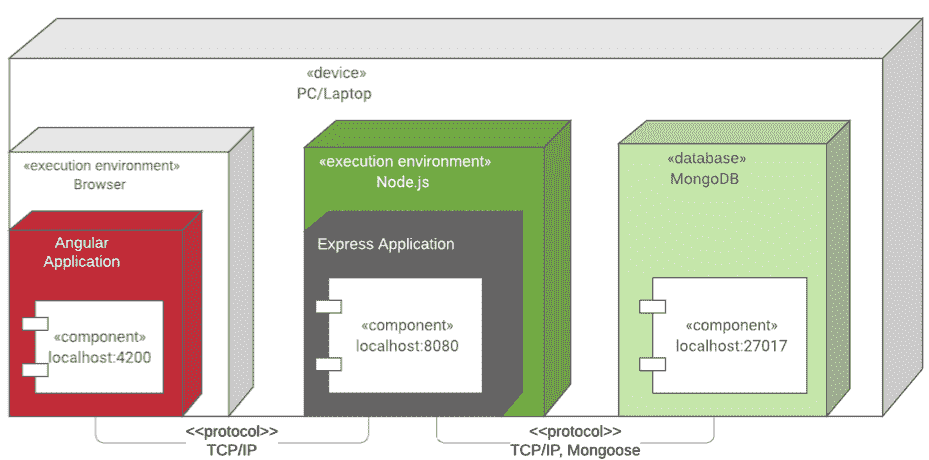 «device»
PC/Laptop
«execution environment»
Browser
Angular
Application
«component»
localhost:4200
«execution environment»
Node.js
Express Application
«component»
localhost:8080
«database»
MongoDB
«component»
localhost:27017
<<protocol>>
TCP/IP
<<protocol>>
TCP/IP, Mongoose